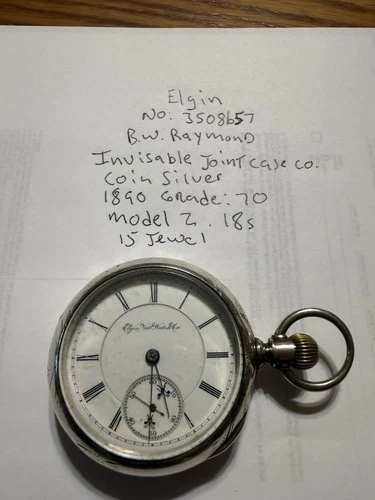 Elgin
No: 3508657
B.W. Raymond
Invisable Joint Case Co.
Coin Silver
1890 Grade: 70
Model 2. 18s
15 Jewel
Elgin Nat'l Watch Co.